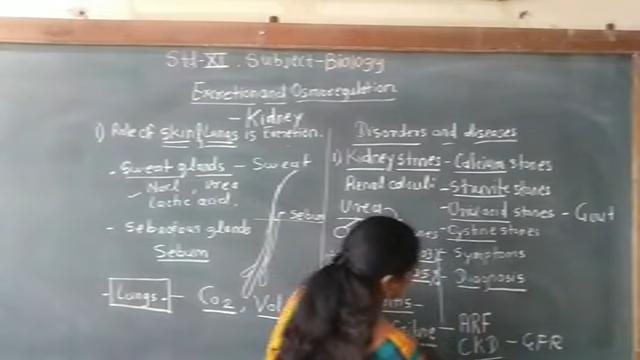 Std-XI Subject-Biology
Excretion and Osmoregulation
- Kidney
1) Role of skin & Lungs is Excretion.
- Sweat glands - Sweat
- Nacl, Urea
lactic acid.
- Sebaceous glands
Sebum
- Lungs - CO2,
Disorders and diseases
1) Kidney stones - Calcium stones
Renal calculi - Struvite stones
Urea - Uric acid stones - Gout
- Cystine stones
Symptoms
- Diagnosis
- ARF
CKD - GFR